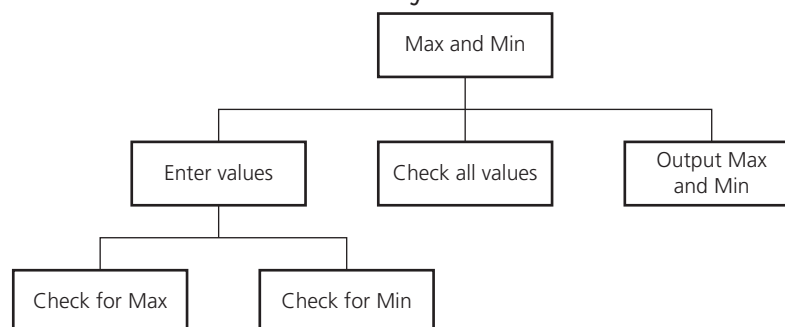 Max and Min
Enter values
Check all values
Output Max
and Min
Check for Max
Check for Min